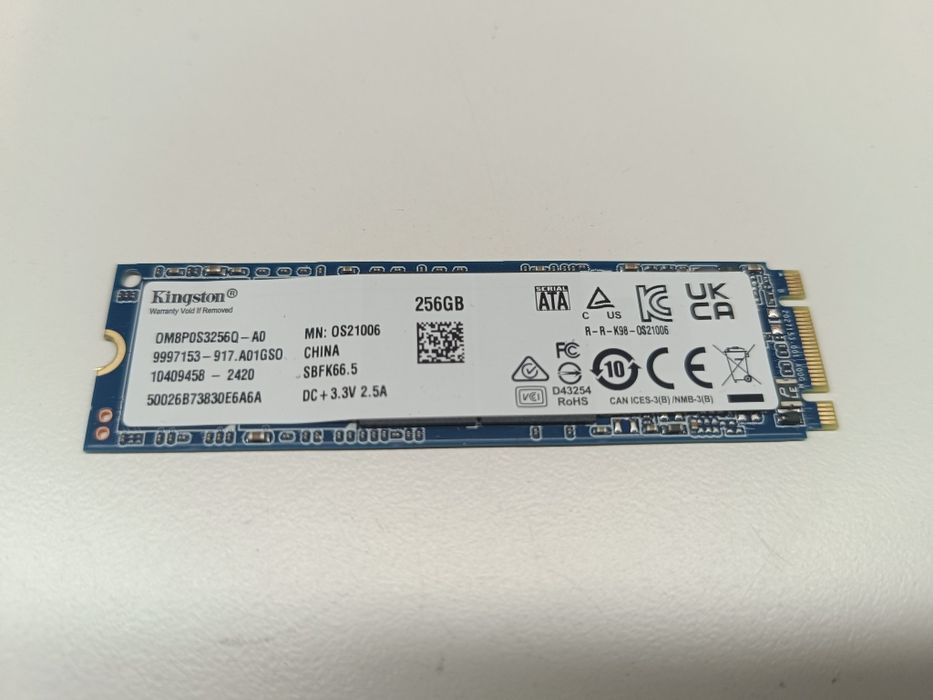 Kingston®
Warranty Void If Removed
OM8P0S3256Q-A0
9997153-917.A01GS0
10409458 - 2420
50026B73830E6A6A
MN: OS21006
CHINA
SBFK66.5
DC+3.3V 2.5A
256GB
SERIAL
ATA
C US
UK
CA
R-R-K98-OS21006
FC
D43254
RoHS
VCI
10
CE
CAN ICES-3(B) /NMB-3(B)